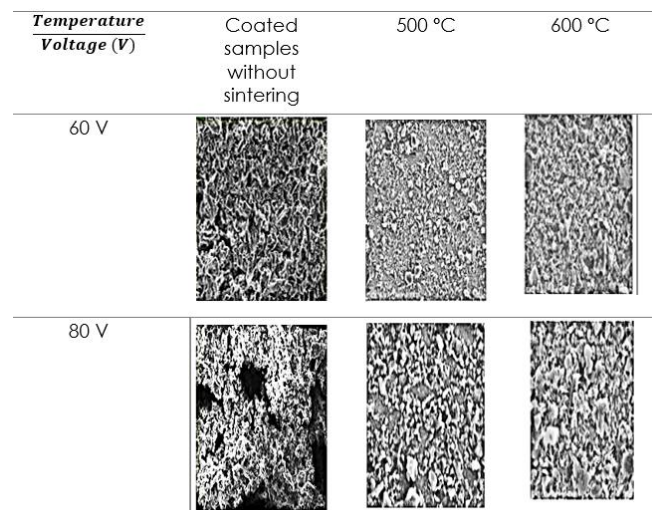 Temperature
Voltage (V)
Coated
samples
without
sintering
500 °C
600 °C
60 V
80 V